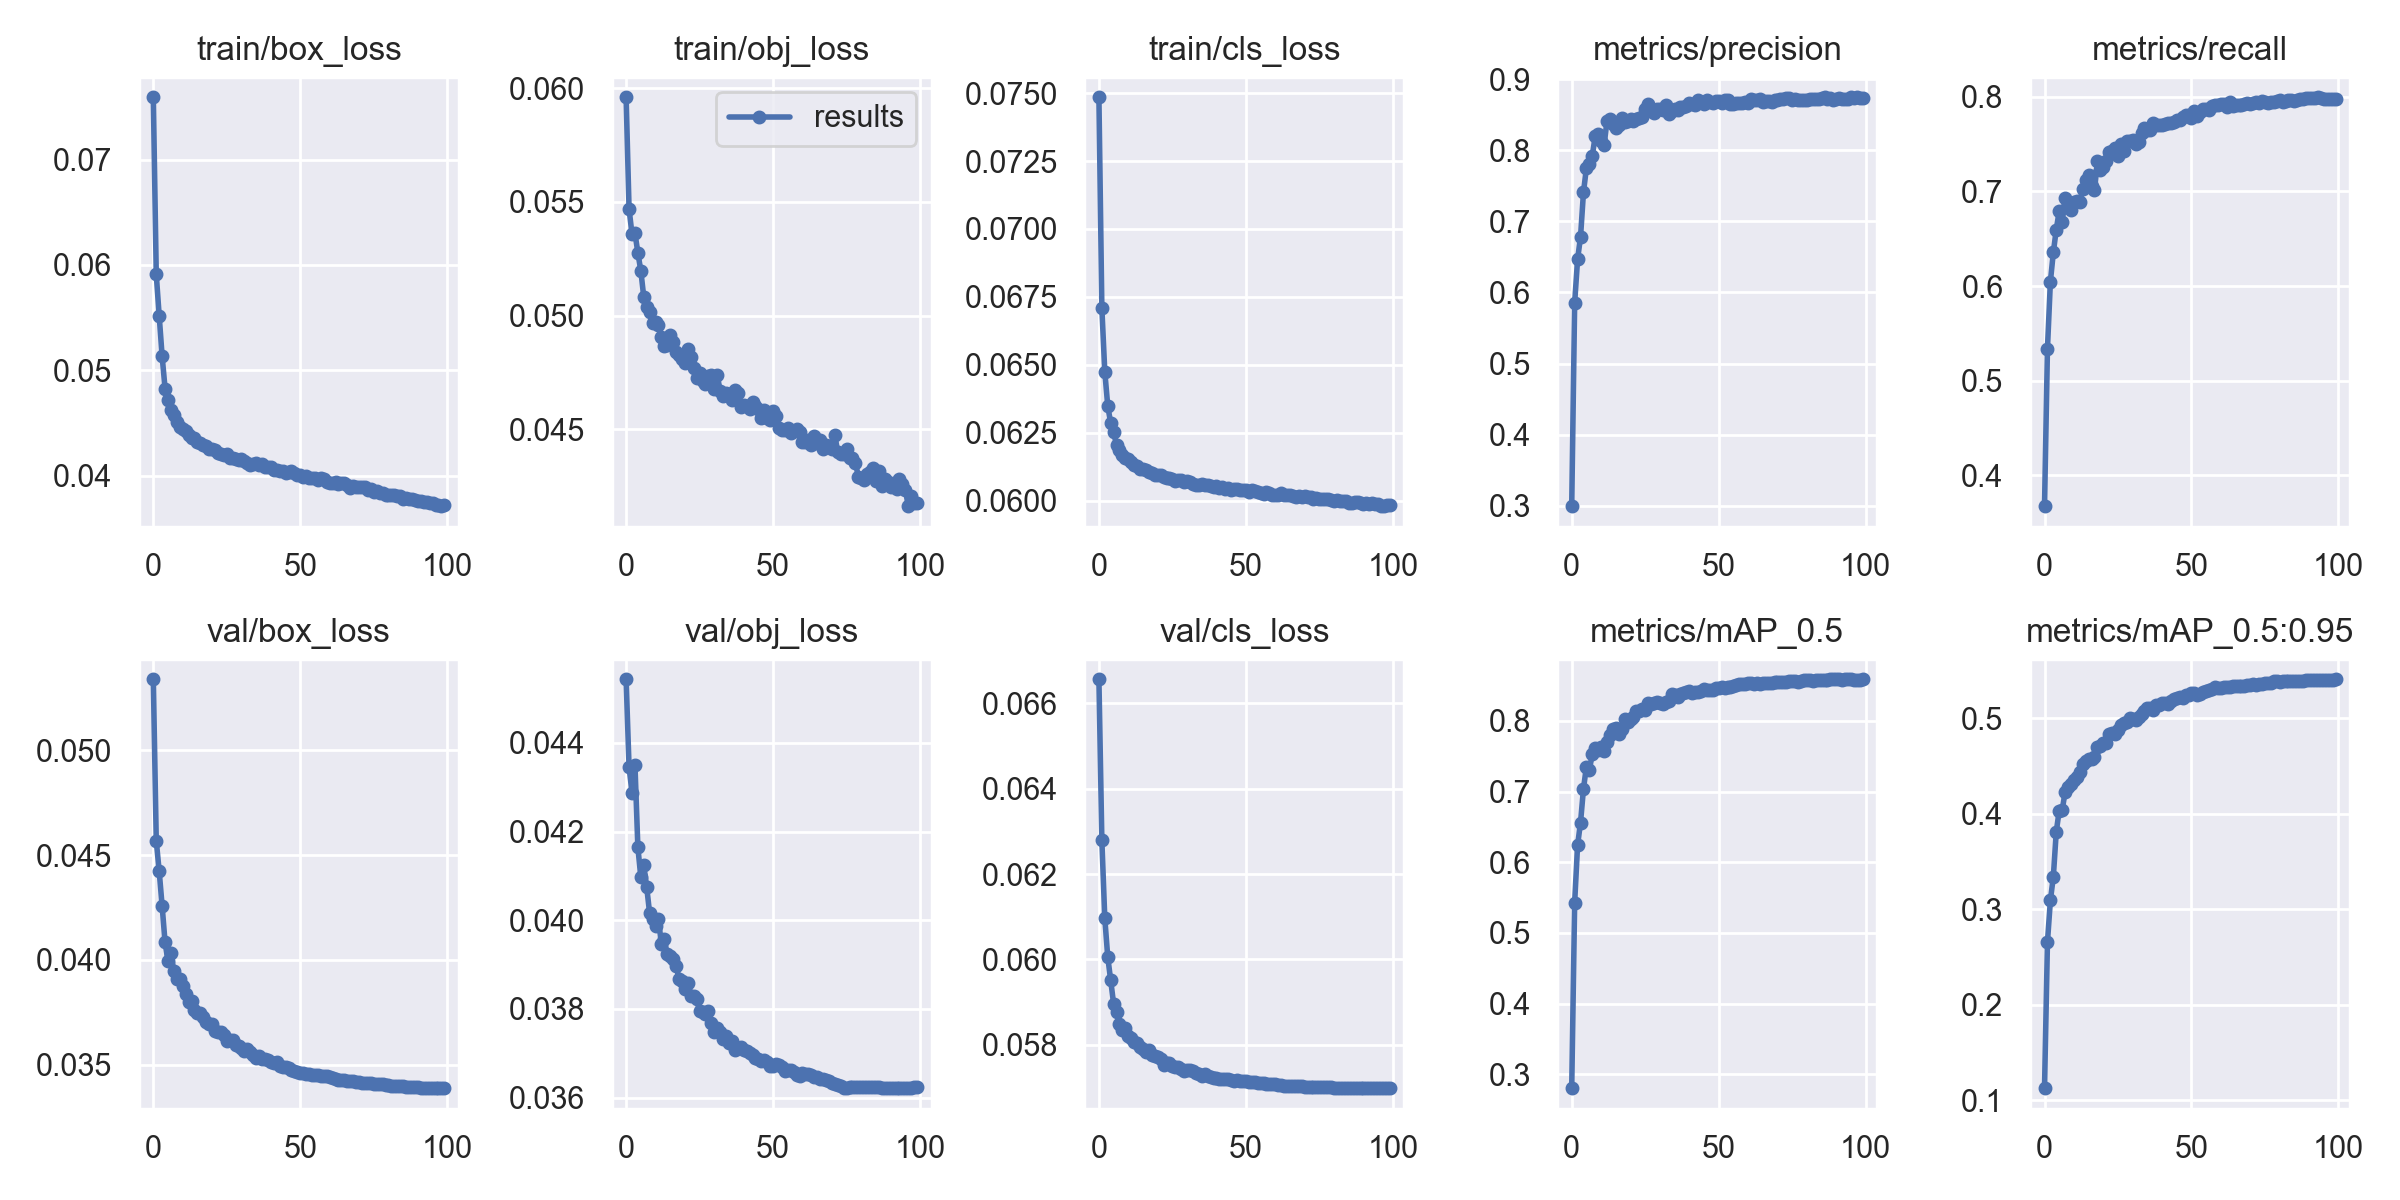 train/box_loss
train/obj_loss
train/cls_loss
metrics/precision
metrics/recall
0.07
0.06
0.05
0.04
0 50 100
0.060
0.055
0.050
0.045
results
0 50 100
0.0750
0.0725
0.0700
0.0675
0.0650
0.0625
0.0600
0 50 100
0.9
0.8
0.7
0.6
0.5
0.4
0.3
0 50 100
0.8
0.7
0.6
0.5
0.4
0 50 100
val/box_loss
val/obj_loss
val/cls_loss
metrics/mAP_0.5
metrics/mAP_0.5:0.95
0.050
0.045
0.040
0.035
0 50 100
0.044
0.042
0.040
0.038
0.036
0 50 100
0.066
0.064
0.062
0.060
0.058
0 50 100
0.8
0.7
0.6
0.5
0.4
0.3
0 50 100
0.5
0.4
0.3
0.2
0.1
0 50 100